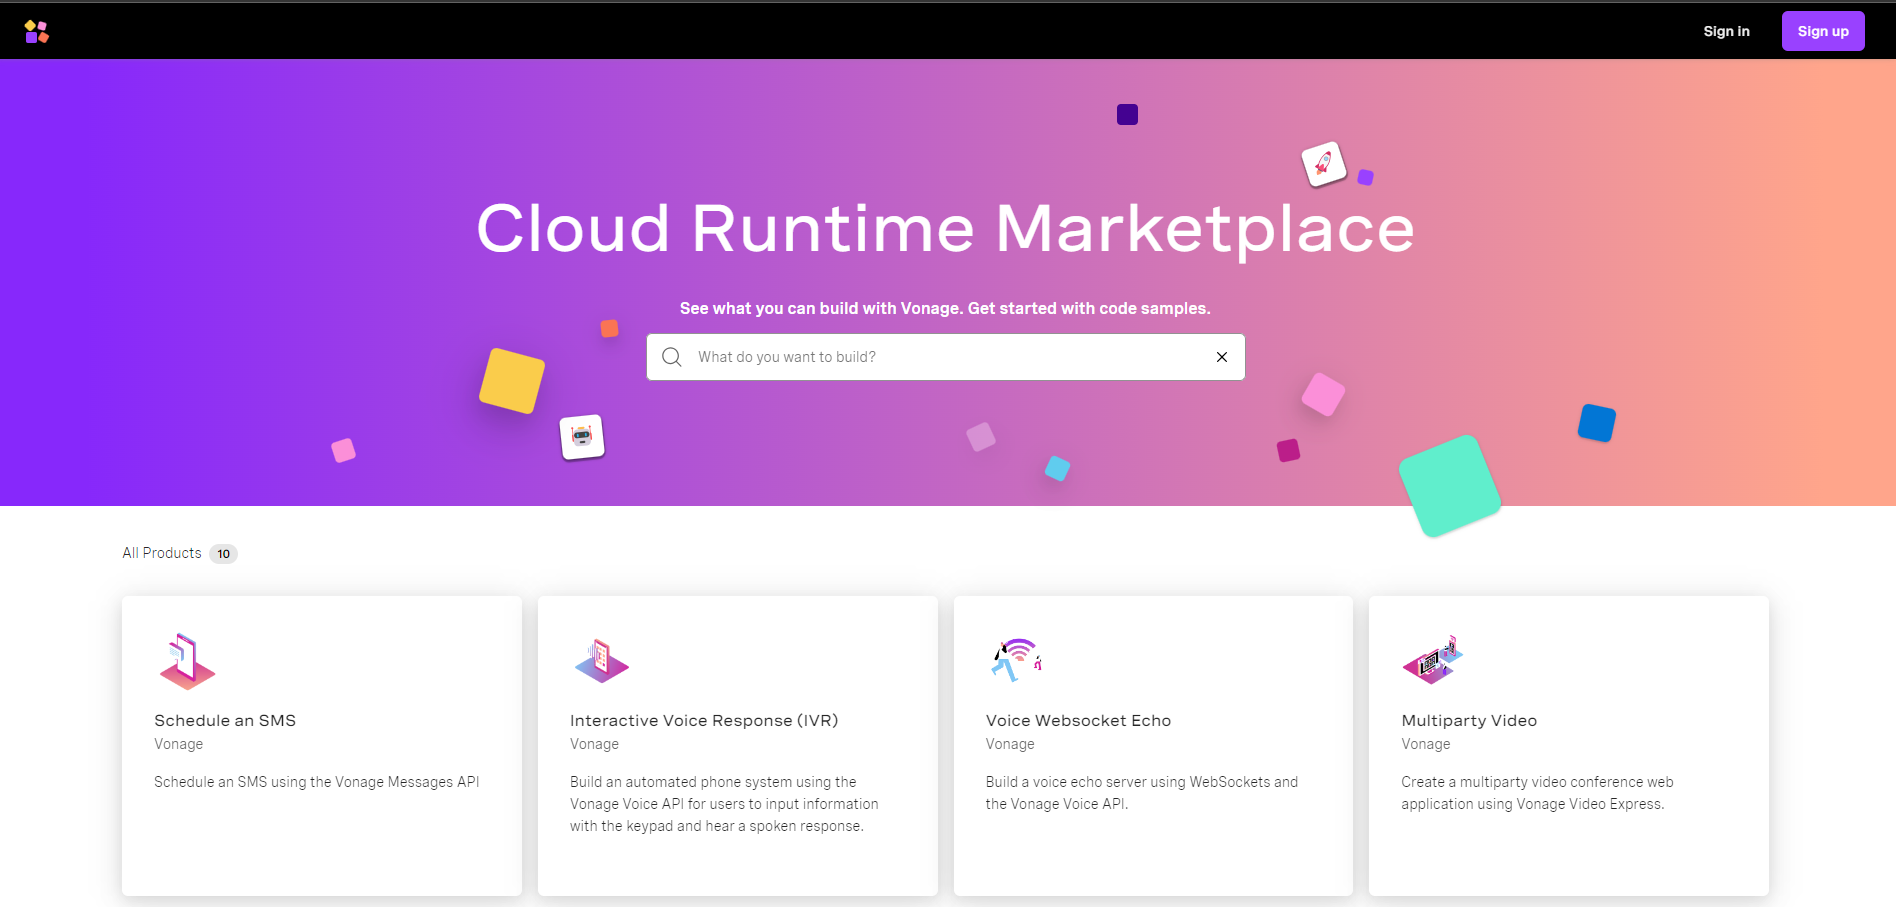 Sign in
Sign up
Cloud Runtime Marketplace
See what you can build with Vonage. Get started with code samples.
What do you want to build?
All Products 10
Schedule an SMS
Vonage
Schedule an SMS using the Vonage Messages API
Interactive Voice Response (IVR)
Vonage
Build an automated phone system using the
Vonage Voice API for users to input information
with the keypad and hear a spoken response.
Voice Websocket Echo
Vonage
Build a voice echo server using WebSockets and
the Vonage Voice API.
Multiparty Video
Vonage
Create a multiparty video conference web
application using Vonage Video Express.